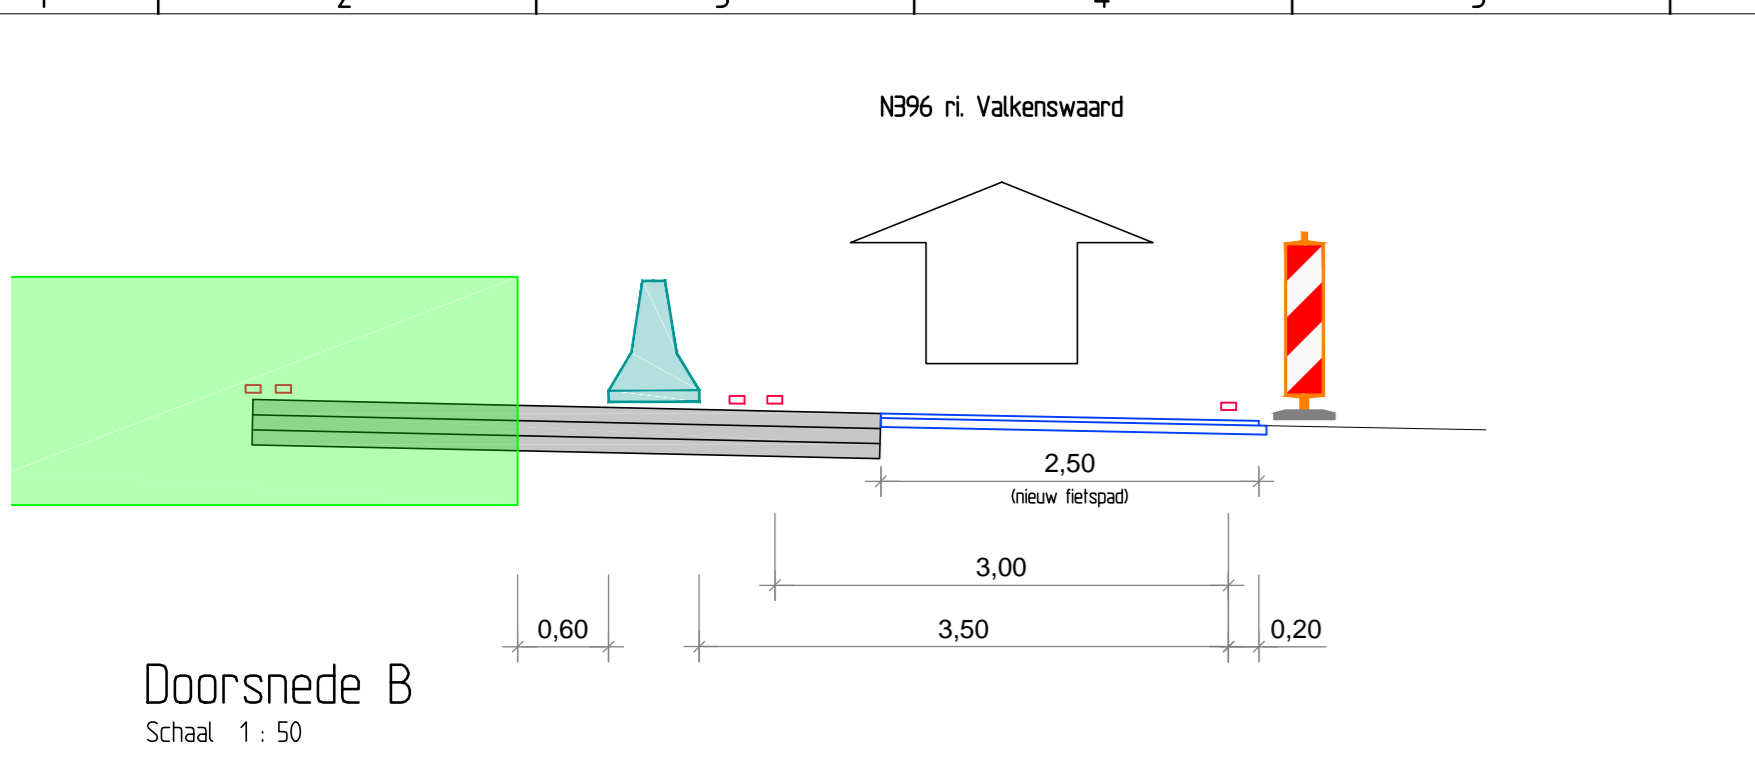 N396 ri. Valkenswaard
2,50
(nieuw fietspad)
3,00
0,60
3,50
0,20
Doorsnede B
Schaal 1 : 50